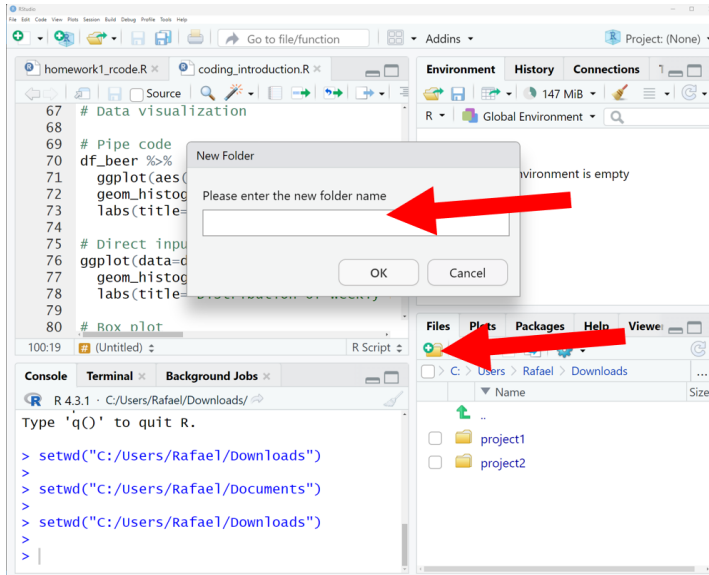 RStudio
File Edit Code View Plots Session Build Debug Profile Tools Help
Go to file/function
Addins
Project: (None)
homework1_rcode.R
coding_introduction.R
Source
67 # Data visualization
68
69 # Pipe code
70 df_beer %>%
71 ggplot(aes(
72 geom_histog
73 labs(title=
74
75 # Direct inpu
76 ggplot(data=d
77 geom_histog
78 labs(title= Distribution of weekly
79
80 # Box plot
100:19 (Untitled) R Script
New Folder
Please enter the new folder name
OK Cancel
Environment History Connections
147 MiB
R Global Environment
nvironment is empty
Console Terminal Background Jobs
R 4.3.1 · C:/Users/Rafael/Downloads/
Type 'q()' to quit R.
> setwd("C:/Users/Rafael/Downloads")
>
> setwd("C:/Users/Rafael/Documents")
>
> setwd("C:/Users/Rafael/Downloads")
>
>
Files Plots Packages Help Viewe
C: > Users > Rafael > Downloads ...
Name Size
..
project1
project2